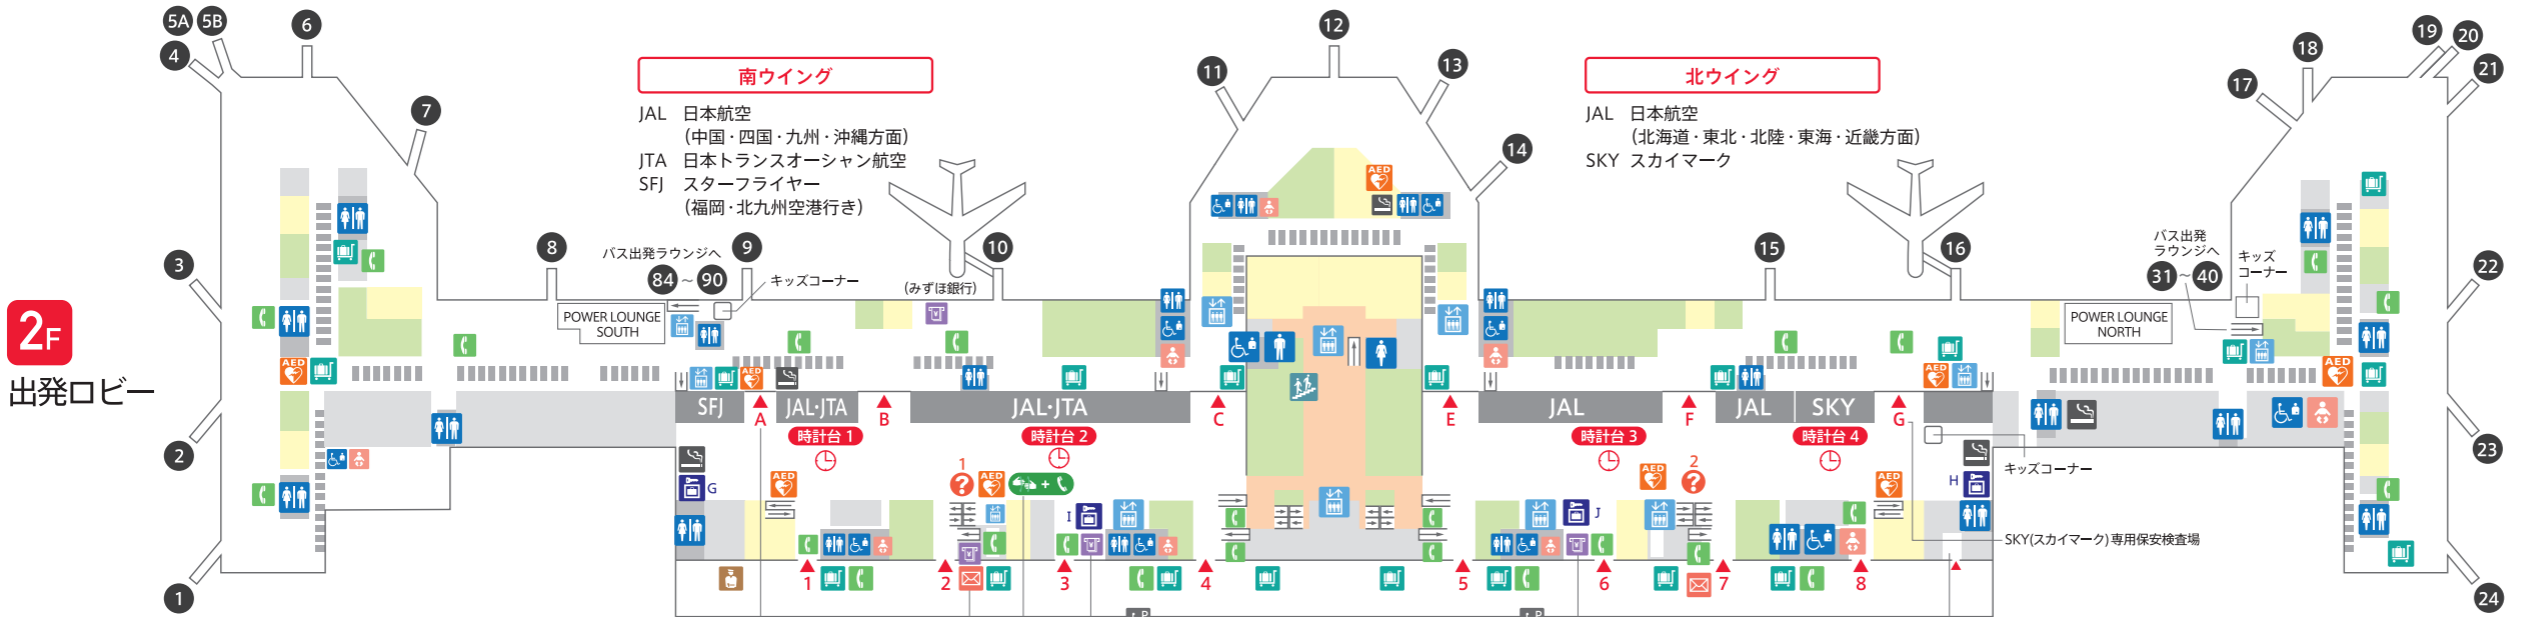 2F
出発ロビー
5A
5B
4
6
7
3
2
1
8
9
10
南ウイング
JAL 日本航空
(中国・四国・九州・沖縄方面)
JTA 日本トランスオーシャン航空
SFJ スターフライヤー
(福岡・北九州空港行き)
バス出発ラウンジへ
84 ～ 90
キッズコーナー
(みずほ銀行)
POWER LOUNGE
SOUTH
11
12
13
14
北ウイング
JAL 日本航空
(北海道・東北・北陸・東海・近畿方面)
SKY スカイマーク
15
16
17
18
19
20
21
22
23
24
バス出発
ラウンジへ
31 ～ 40
キッズ
コーナー
POWER LOUNGE
NORTH
AED
AED
AED
AED
AED
SFJ
A
JAL・JTA
B
JAL・JTA
C
E
JAL
F
JAL
SKY
G
時計台 1
時計台 2
時計台 3
時計台 4
キッズコーナー
G
AED
1
?
AED
+
I
J
AED
2
?
AED
H
SKY(スカイマーク)専用保安検査場
1
2
3
4
5
6
7
8
P
P